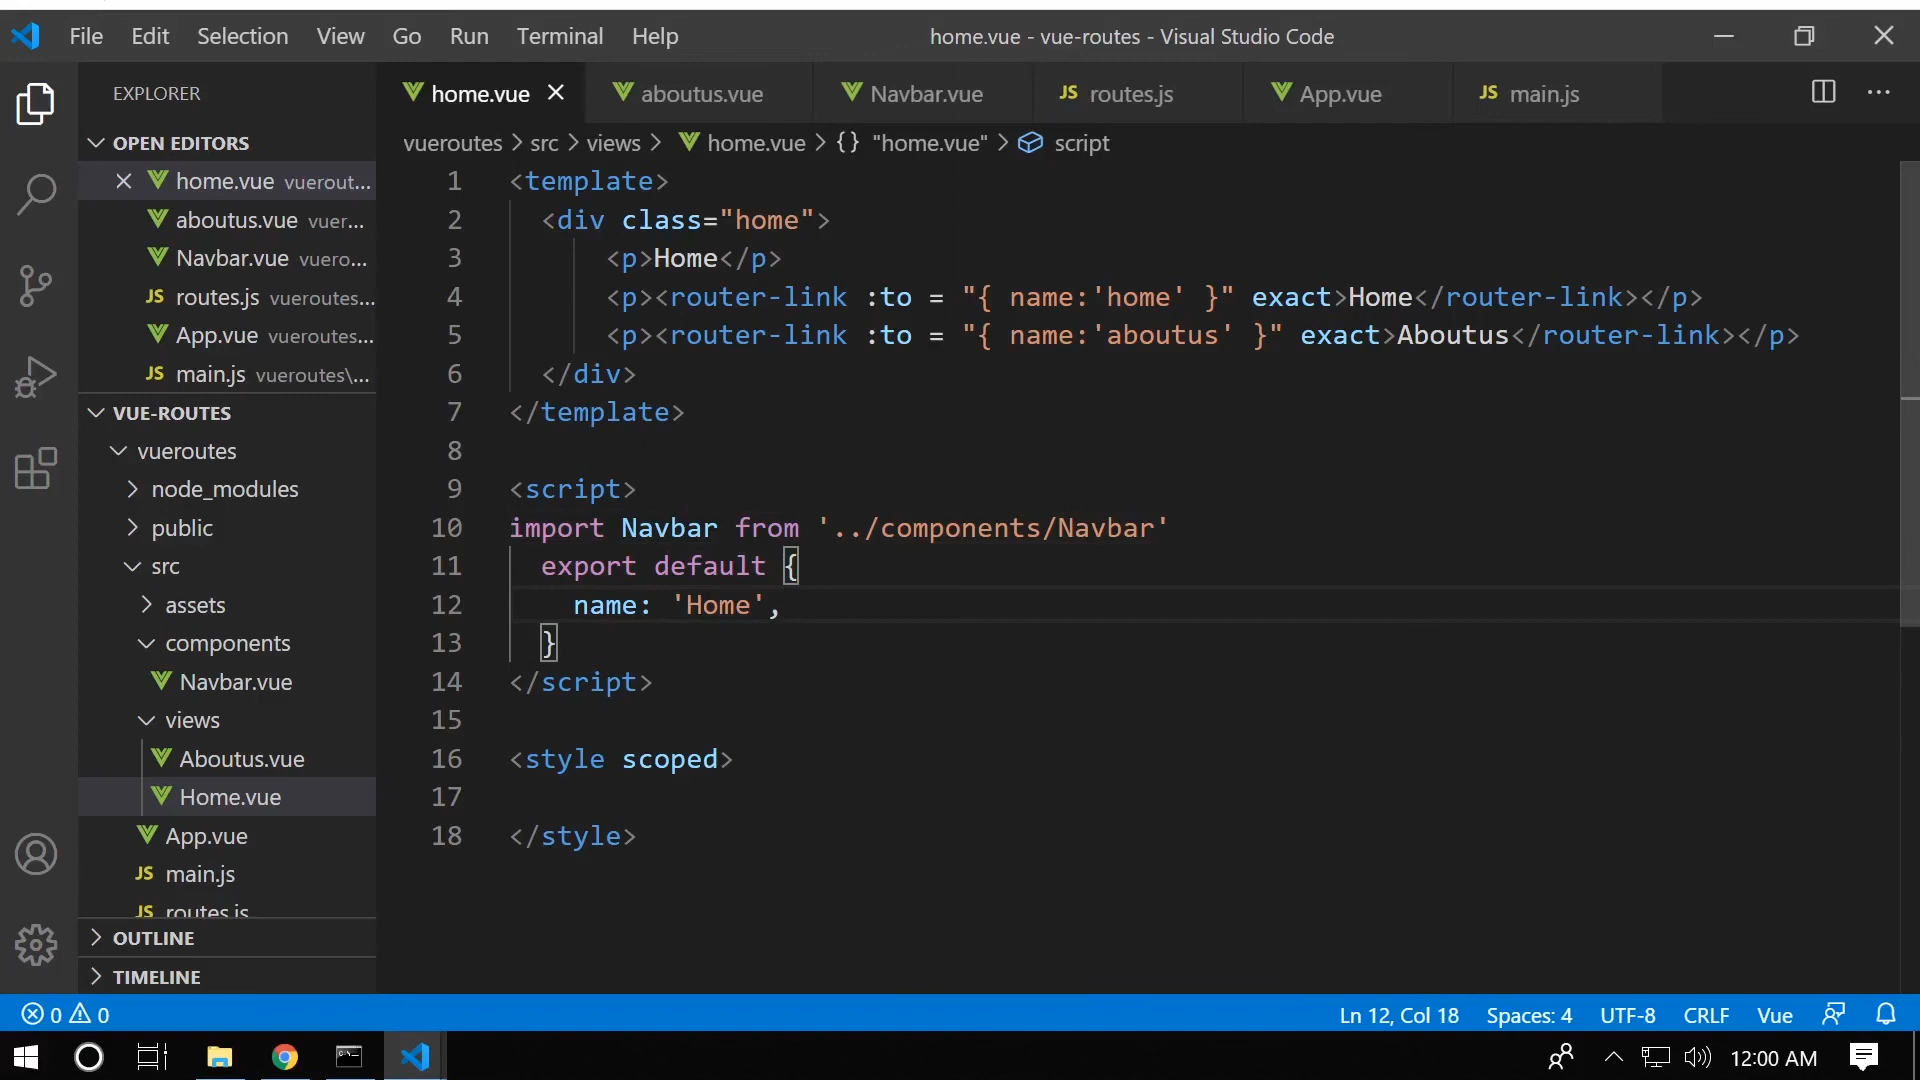 File Edit Selection View Go Run Terminal Help
home.vue - vue-routes - Visual Studio Code
EXPLORER
OPEN EDITORS
home.vue vuerout...
aboutus.vue vuer...
Navbar.vue vuero...
JS routes.js vueroutes...
App.vue vueroutes...
JS main.js vueroutes\...
VUE-ROUTES
vueroutes
node_modules
public
src
assets
components
Navbar.vue
views
Aboutus.vue
Home.vue
App.vue
JS main.js
JS routes.js
OUTLINE
TIMELINE
home.vue aboutus.vue Navbar.vue JS routes.js App.vue JS main.js
vueroutes > src > views > home.vue > {} "home.vue" > script
1 <template>
2 <div class="home">
3 <p>Home</p>
4 <p><router-link :to = "{ name:'home' }" exact>Home</router-link></p>
5 <p><router-link :to = "{ name:'aboutus' }" exact>Aboutus</router-link></p>
6 </div>
7 </template>
8
9 <script>
10 import Navbar from '../components/Navbar'
11 export default {
12 name: 'Home',
13 }
14 </script>
15
16 <style scoped>
17
18 </style>
0 0
Ln 12, Col 18 Spaces: 4 UTF-8 CRLF Vue
12:00 AM